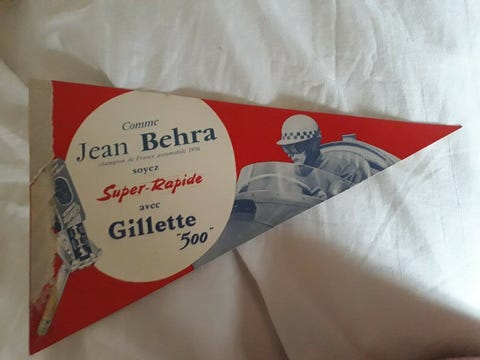 Comme
Jean Behra
champion de France automobile 1956
soyez
Super-Rapide
avec
Gillette
"500"